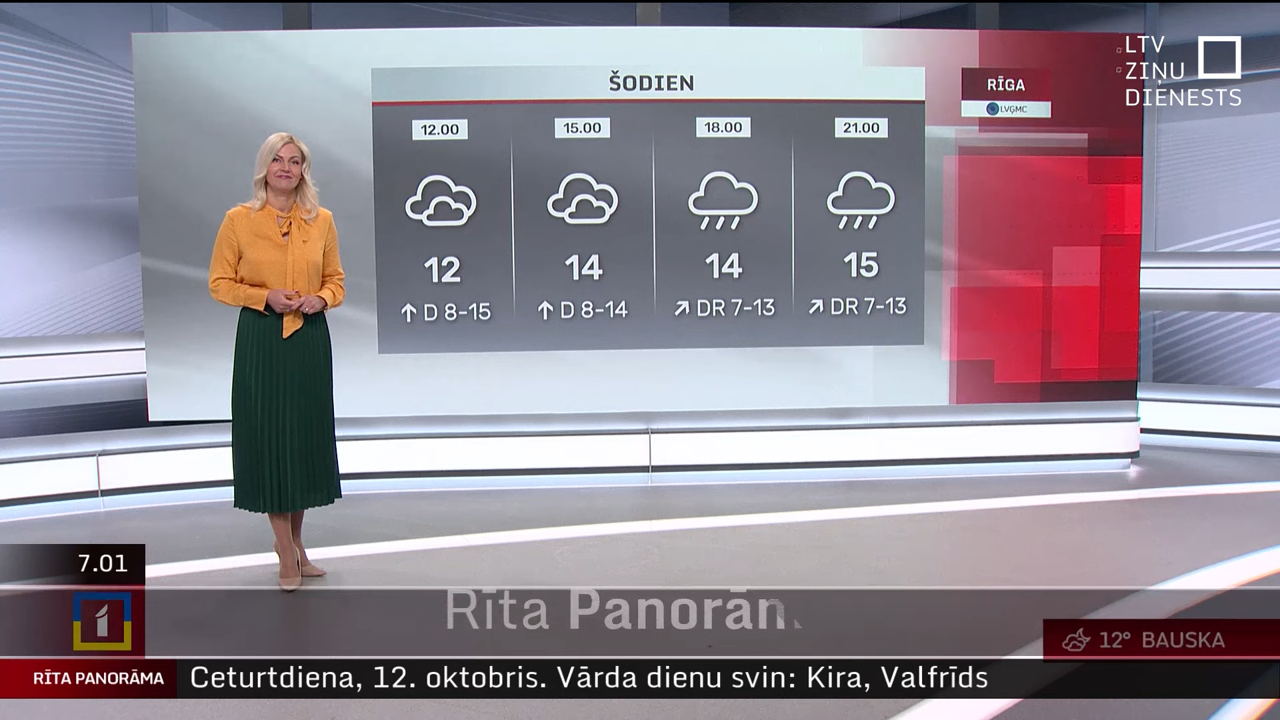 LTV
ZIŅU
DIENESTS
ŠODIEN
RĪGA
LVĢMC
12.00
15.00
18.00
21.00
12
14
14
15
D 8-15
D 8-14
DR 7-13
DR 7-13
7.01
1
Rīta Panorān
12° BAUSKA
RĪTA PANORĀMA
Ceturtdiena, 12. oktobris. Vārda dienu svin: Kira, Valfrīds